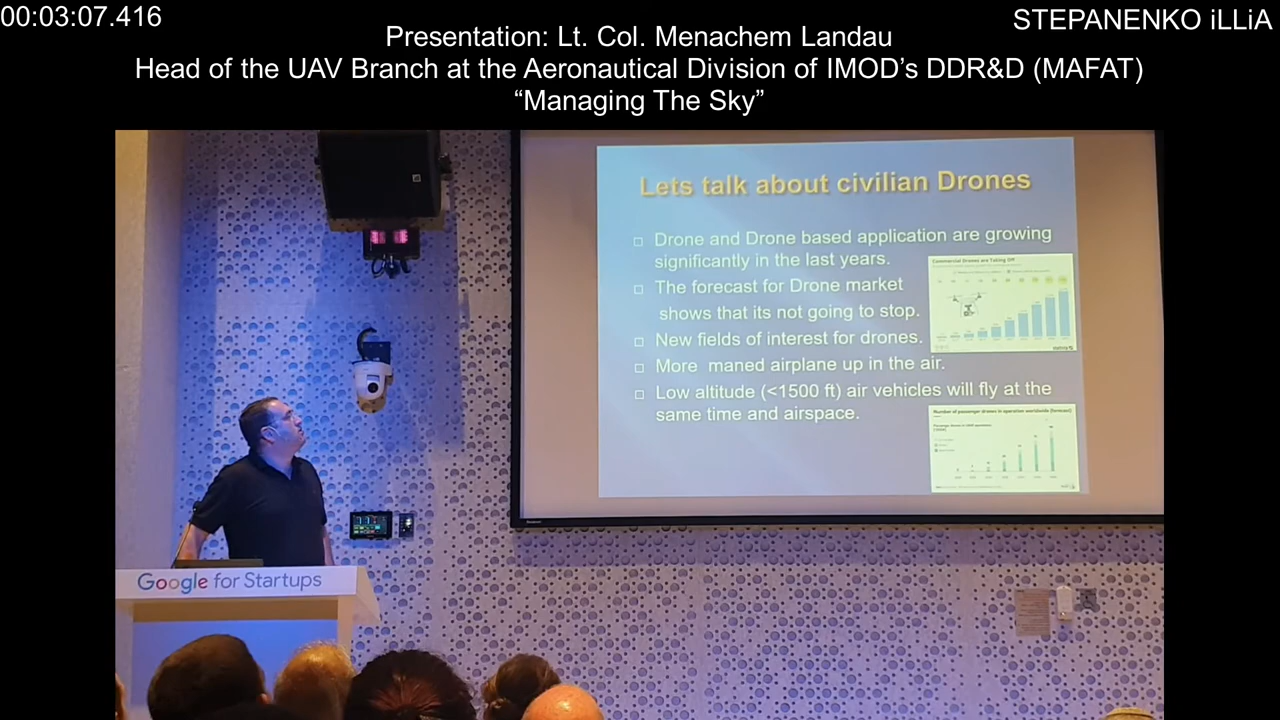 00:03:07.416
STEPANENKO iLLiA
Presentation: Lt. Col. Menachem Landau
Head of the UAV Branch at the Aeronautical Division of IMOD’s DDR&D (MAFAT)
“Managing The Sky”
Lets talk about civilian Drones
Drone and Drone based application are growing
significantly in the last years.
The forecast for Drone market
shows that its not going to stop.
New fields of interest for drones.
More maned airplane up in the air.
Low altitude (<1500 ft) air vehicles will fly at the
same time and airspace.
Commercial Drones are Taking Off
Number of passenger drones in operation worldwide (forecast)
Google for Startups